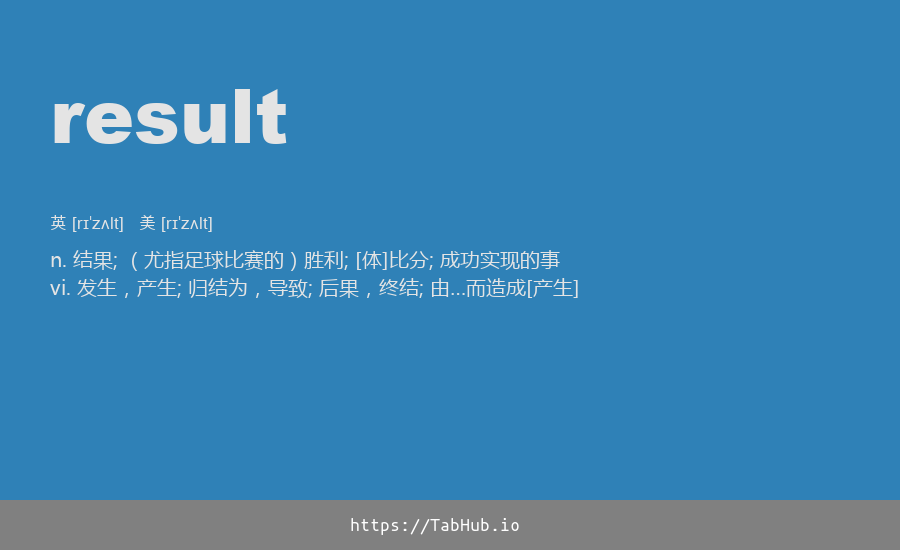 result
英 [rɪˈzʌlt] 美 [rɪˈzʌlt]
n. 结果; （尤指足球比赛的）胜利; [体]比分; 成功实现的事
vi. 发生，产生; 归结为，导致; 后果，终结; 由…而造成[产生]
https://TabHub.io